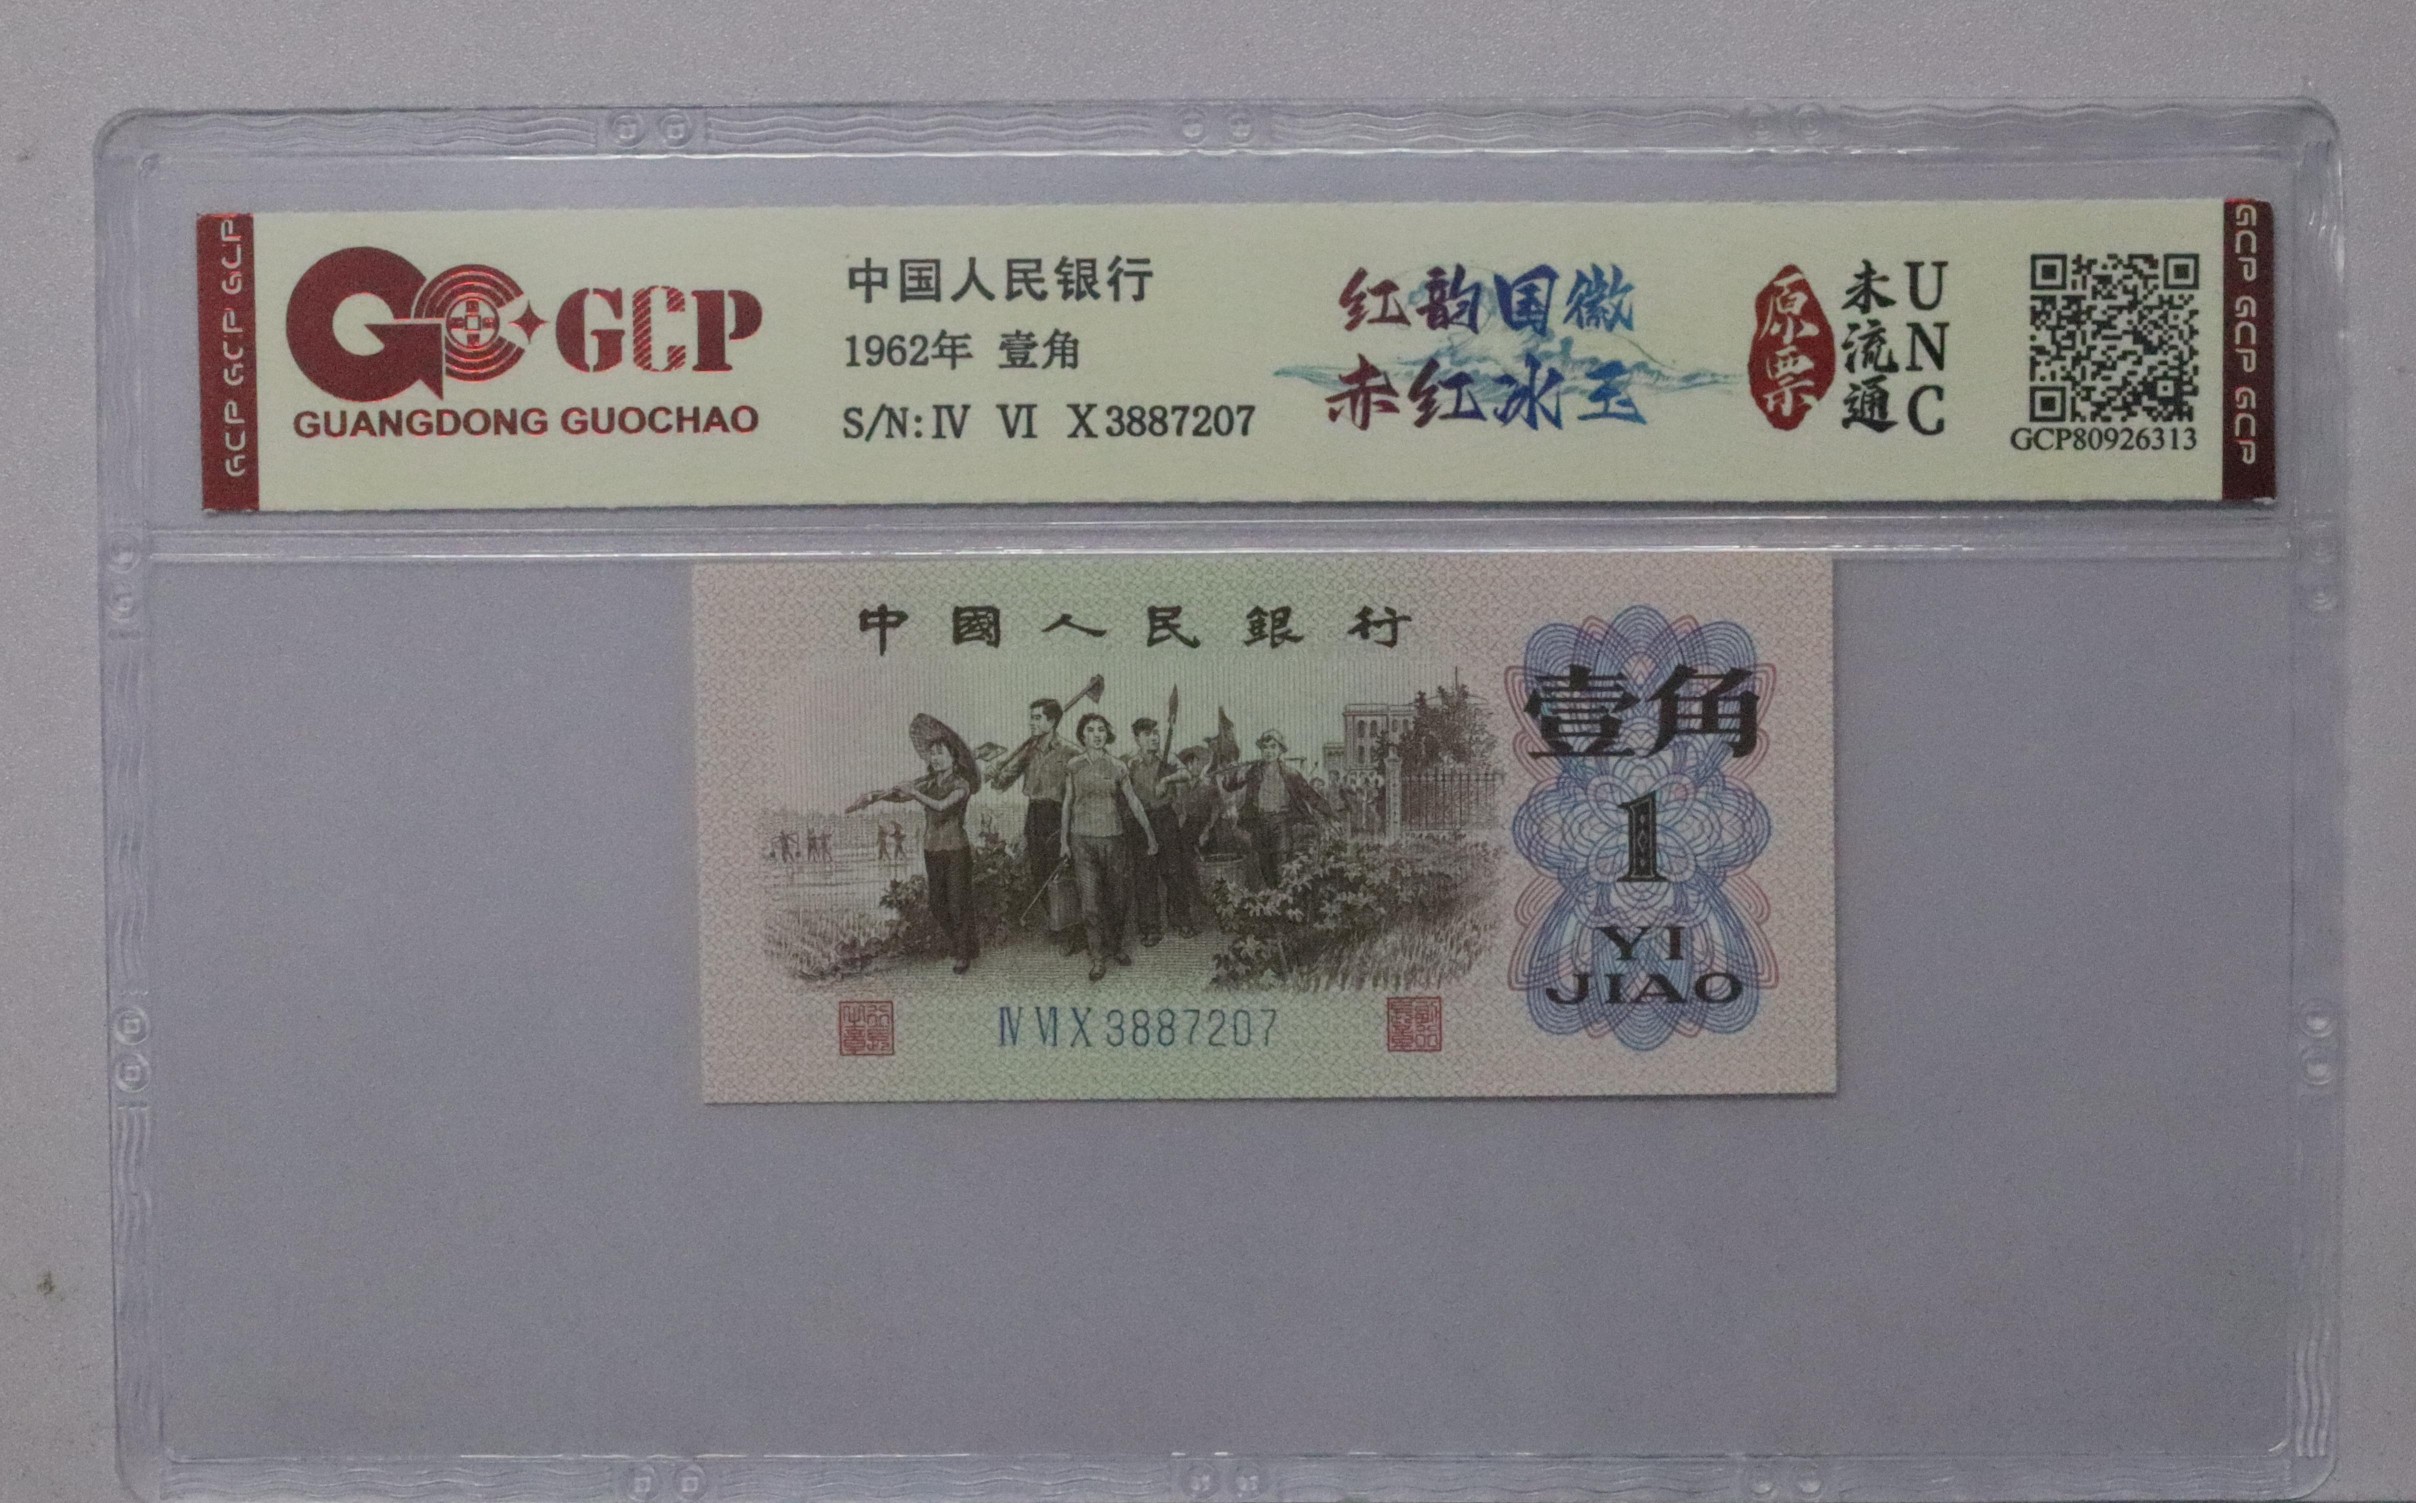 GCP GCP GCP
GCP
GUANGDONG GUOCHAO
中国人民银行
1962年 壹角
S/N: Ⅳ Ⅵ X 3887207
红韵国徽
赤红冰玉
原票
未流通
UNC
GCP80926313
GCP GCP GCP
中國人民銀行
壹角
1
YI
JIAO
Ⅳ Ⅵ X 3887207